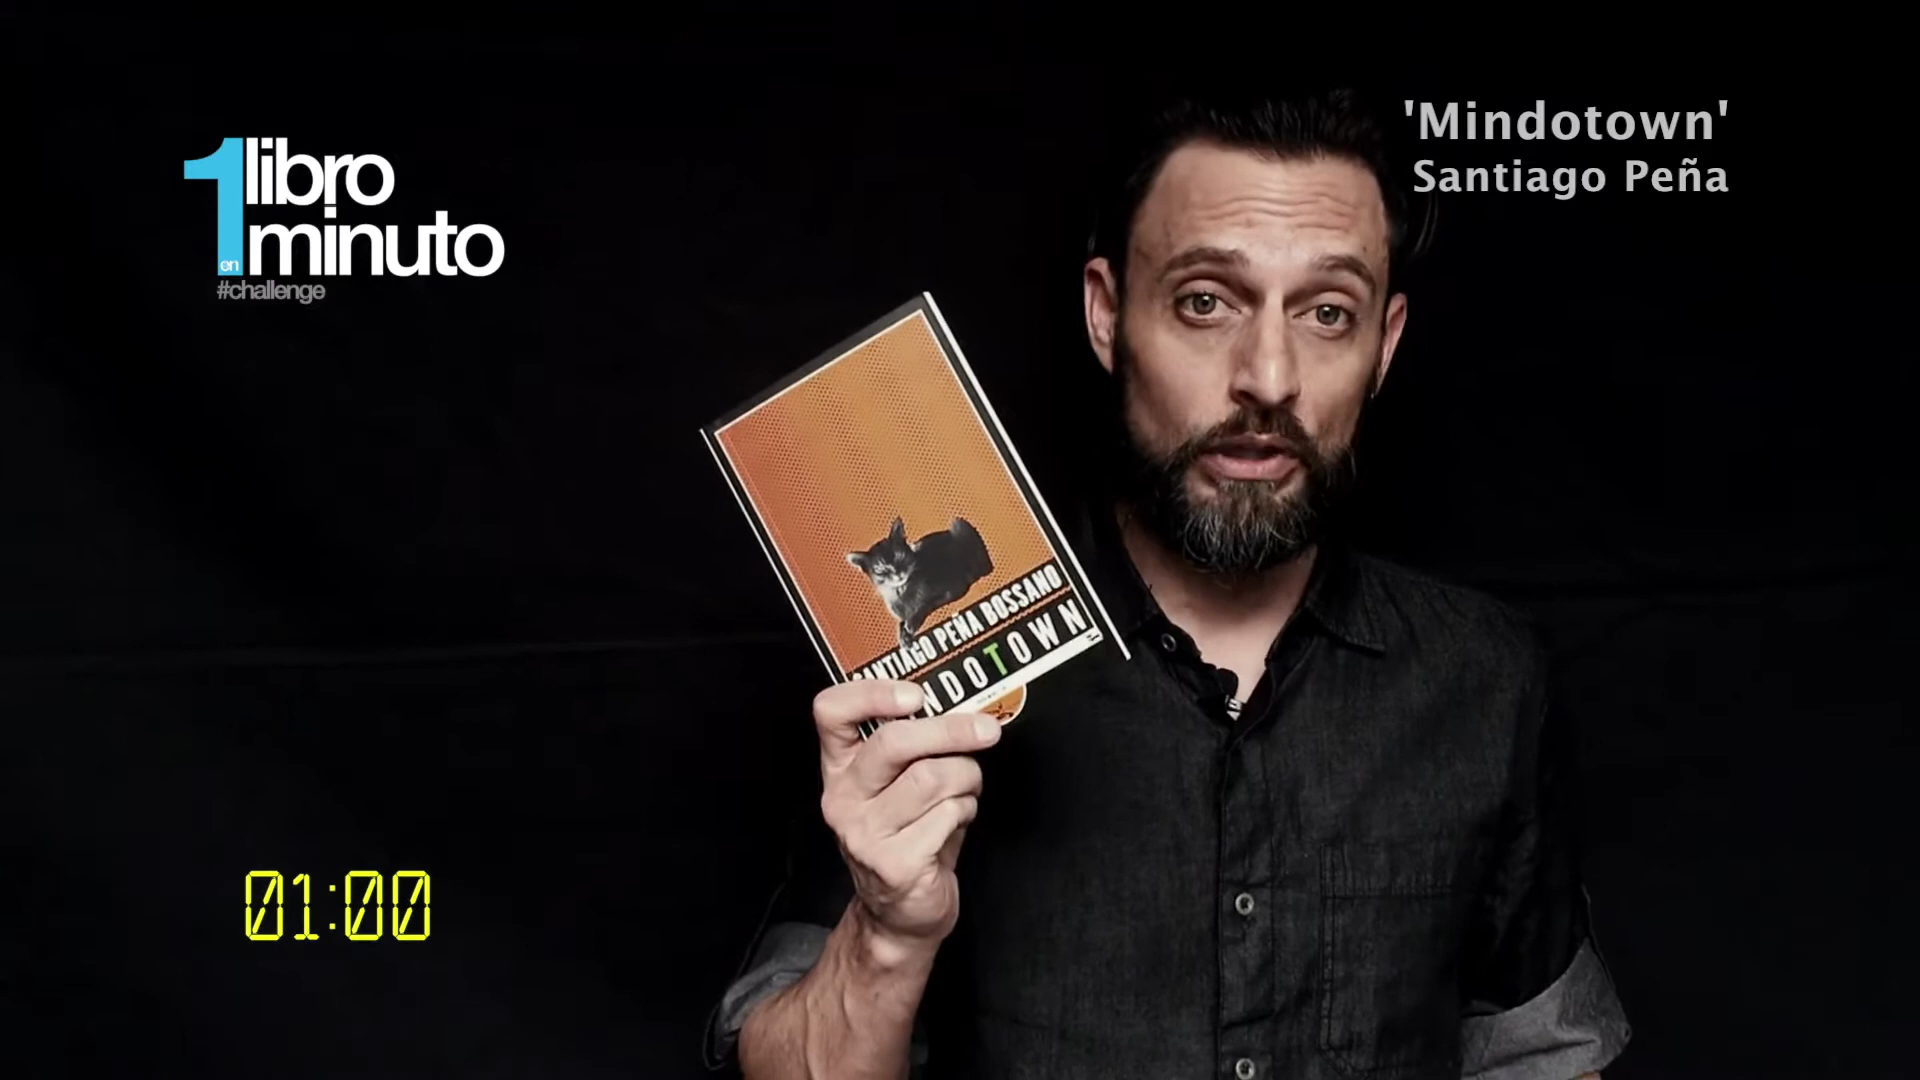 1 libro
en minuto
#challenge
'Mindotown'
Santiago Peña
SANTIAGO PEÑA BOSSANO
NDOTOWN
01:00